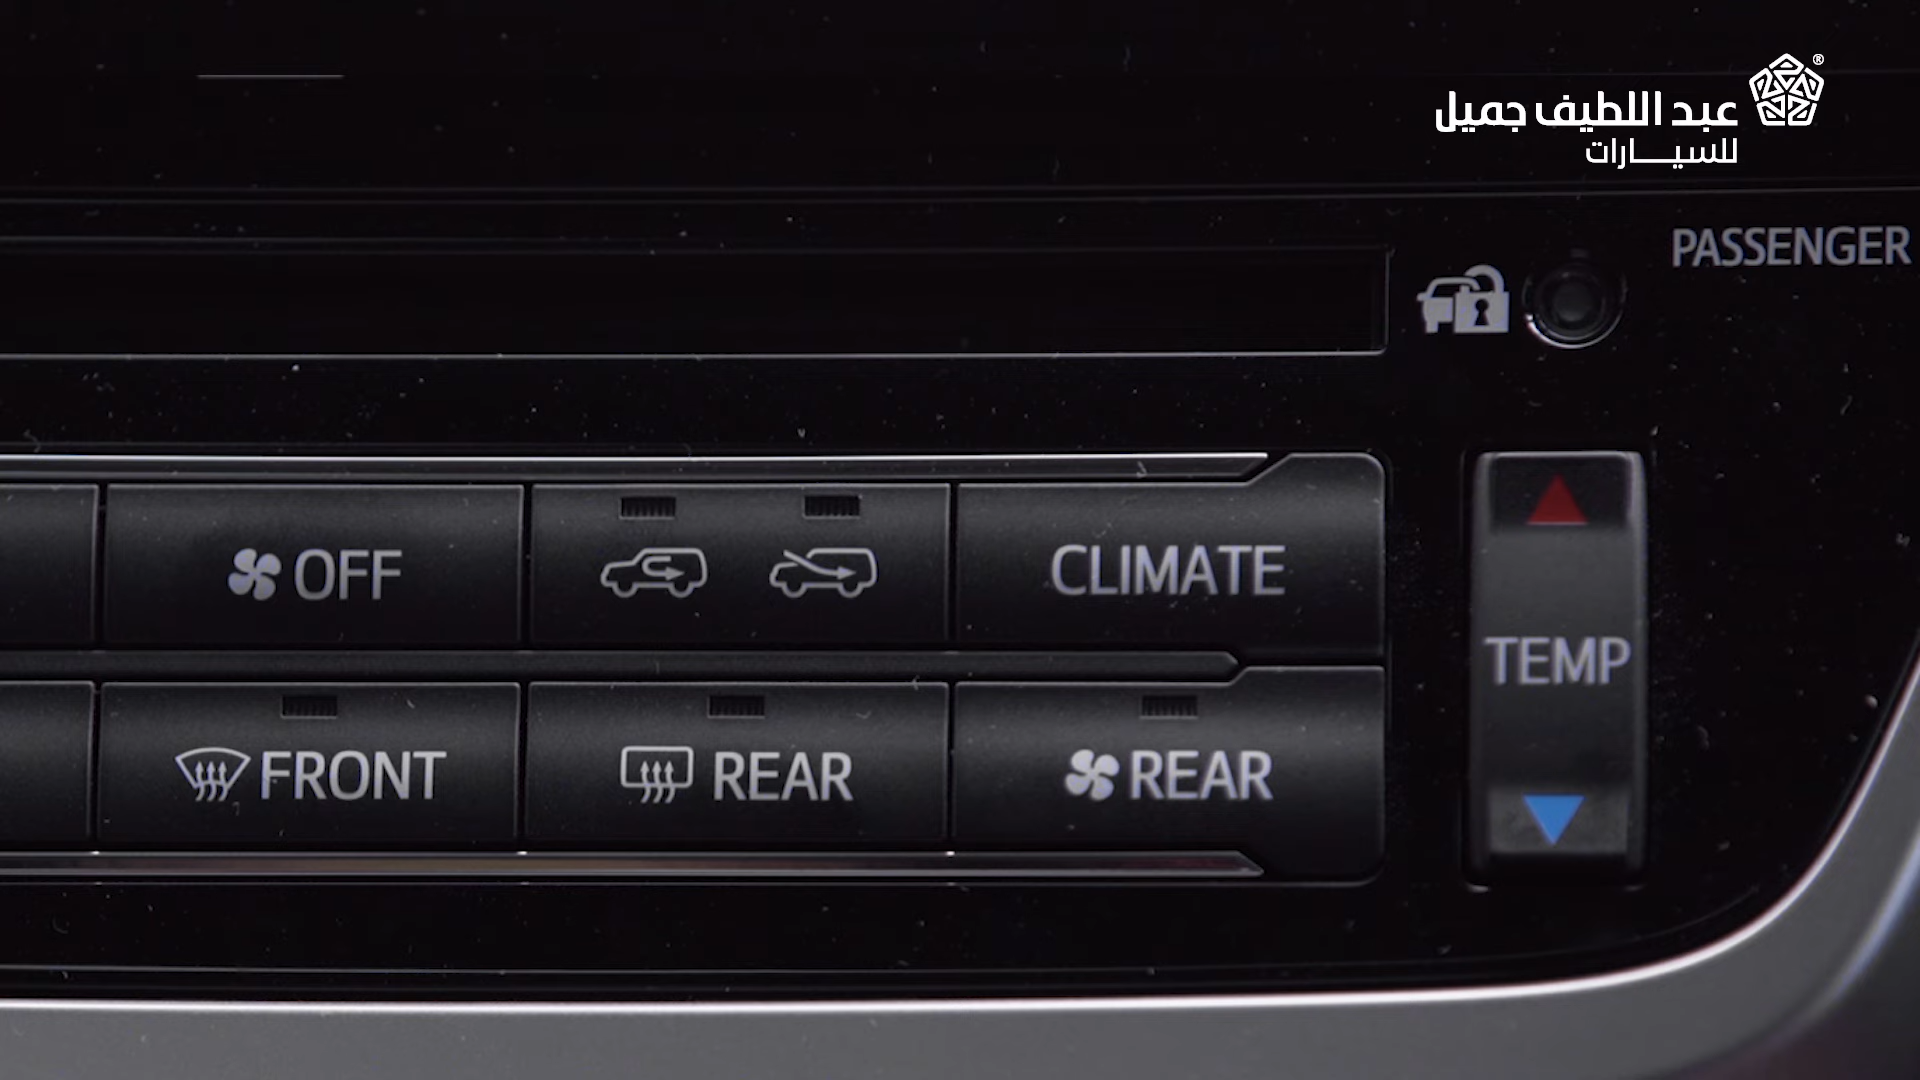 عبد اللطيف جميل ®
للسيـــارات
PASSENGER
OFF
CLIMATE
TEMP
FRONT
REAR
REAR